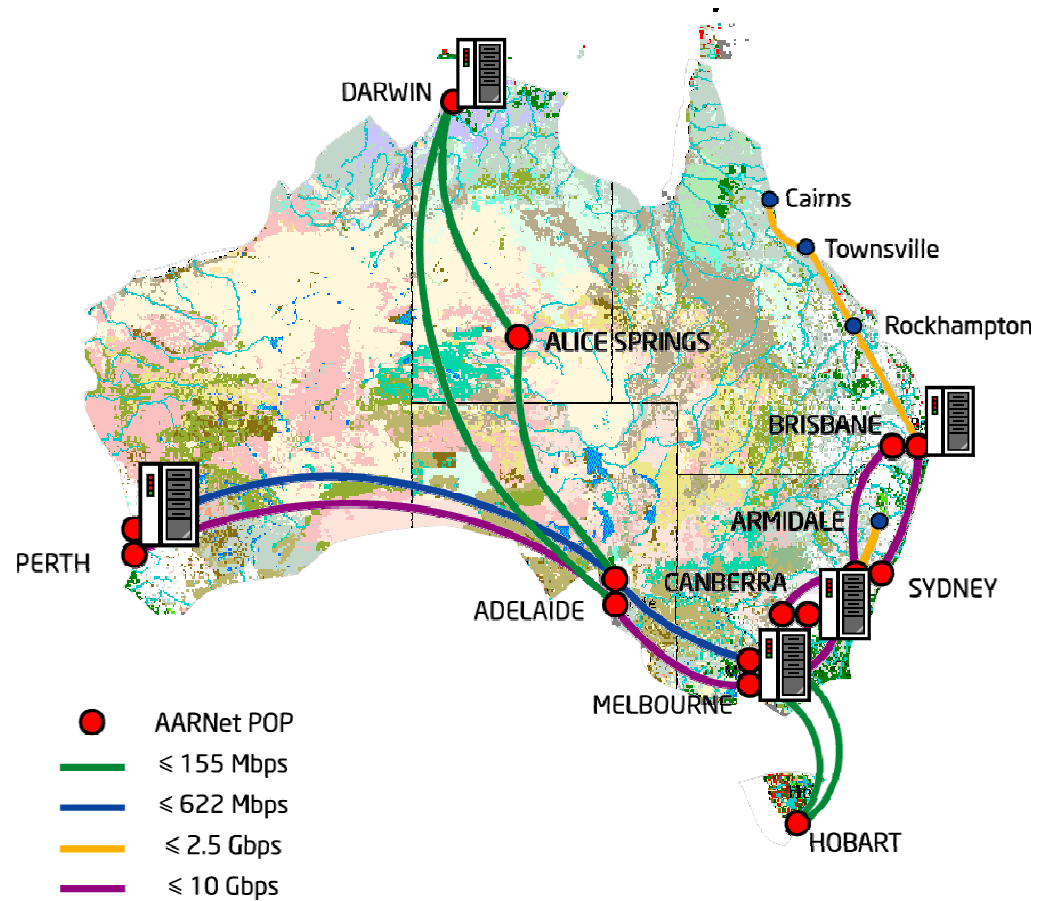 DARWIN
Cairns
Townsville
Rockhampton
ALICE SPRINGS
BRISBANE
ARMIDALE
PERTH
CANBERRA
SYDNEY
ADELAIDE
MELBOURNE
HOBART
AARNet POP
≤ 155 Mbps
≤ 622 Mbps
≤ 2.5 Gbps
≤ 10 Gbps